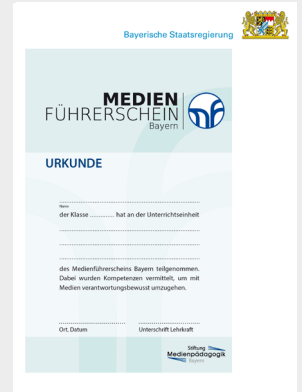 Bayerische Staatsregierung
MEDIEN
FÜHRERSCHEIN
Bayern
URKUNDE
Name
der Klasse .............. hat an der Unterrichtseinheit
des Medienführerscheins Bayern teilgenommen.
Dabei wurden Kompetenzen vermittelt, um mit
Medien verantwortungsbewusst umzugehen.
Ort, Datum
Unterschrift Lehrkraft
Stiftung
Medienpädagogik
Bayern